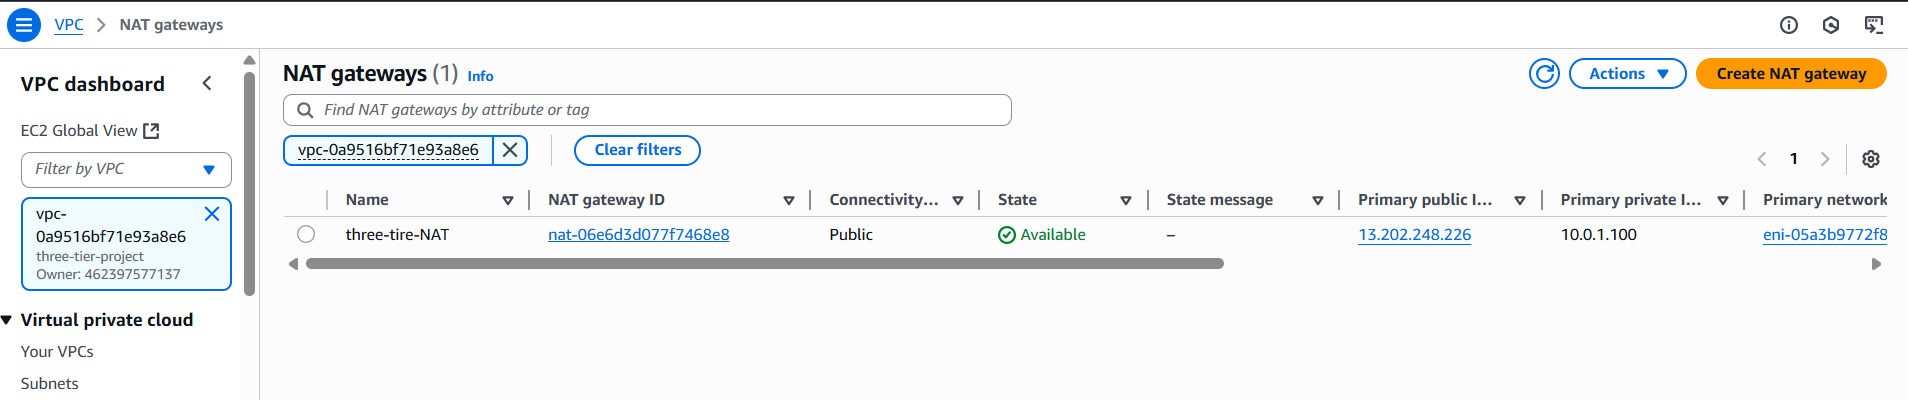 VPC > NAT gateways
VPC dashboard
EC2 Global View
Filter by VPC
vpc-
0a9516bf71e93a8e6
three-tier-project
Owner: 462397577137
Virtual private cloud
Your VPCs
Subnets
NAT gateways (1) Info
Actions
Create NAT gateway
Find NAT gateways by attribute or tag
vpc-0a9516bf71e93a8e6
Clear filters
1
Name NAT gateway ID Connectivity... State State message Primary public I... Primary private I... Primary network
three-tire-NAT nat-06e6d3d077f7468e8 Public Available – 13.202.248.226 10.0.1.100 eni-05a3b9772f8